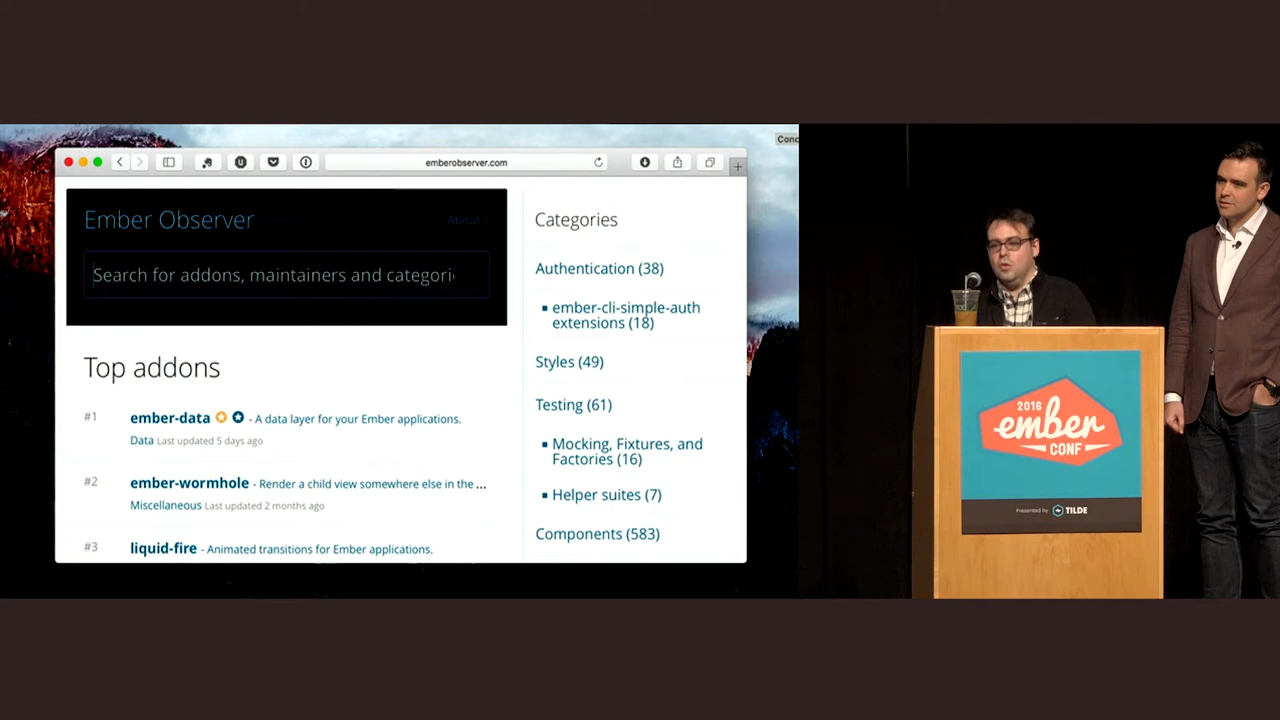 Conc
emberobserver.com
Ember Observer
About
Search for addons, maintainers and categori
Top addons
#1
ember-data - A data layer for your Ember applications.
Data Last updated 5 days ago
#2
ember-wormhole - Render a child view somewhere else in the ...
Miscellaneous Last updated 2 months ago
#3
liquid-fire - Animated transitions for Ember applications.
Categories
Authentication (38)
▪ ember-cli-simple-auth
extensions (18)
Styles (49)
Testing (61)
▪ Mocking, Fixtures, and
Factories (16)
▪ Helper suites (7)
Components (583)
2016
ember
CONF
Presented by TILDE